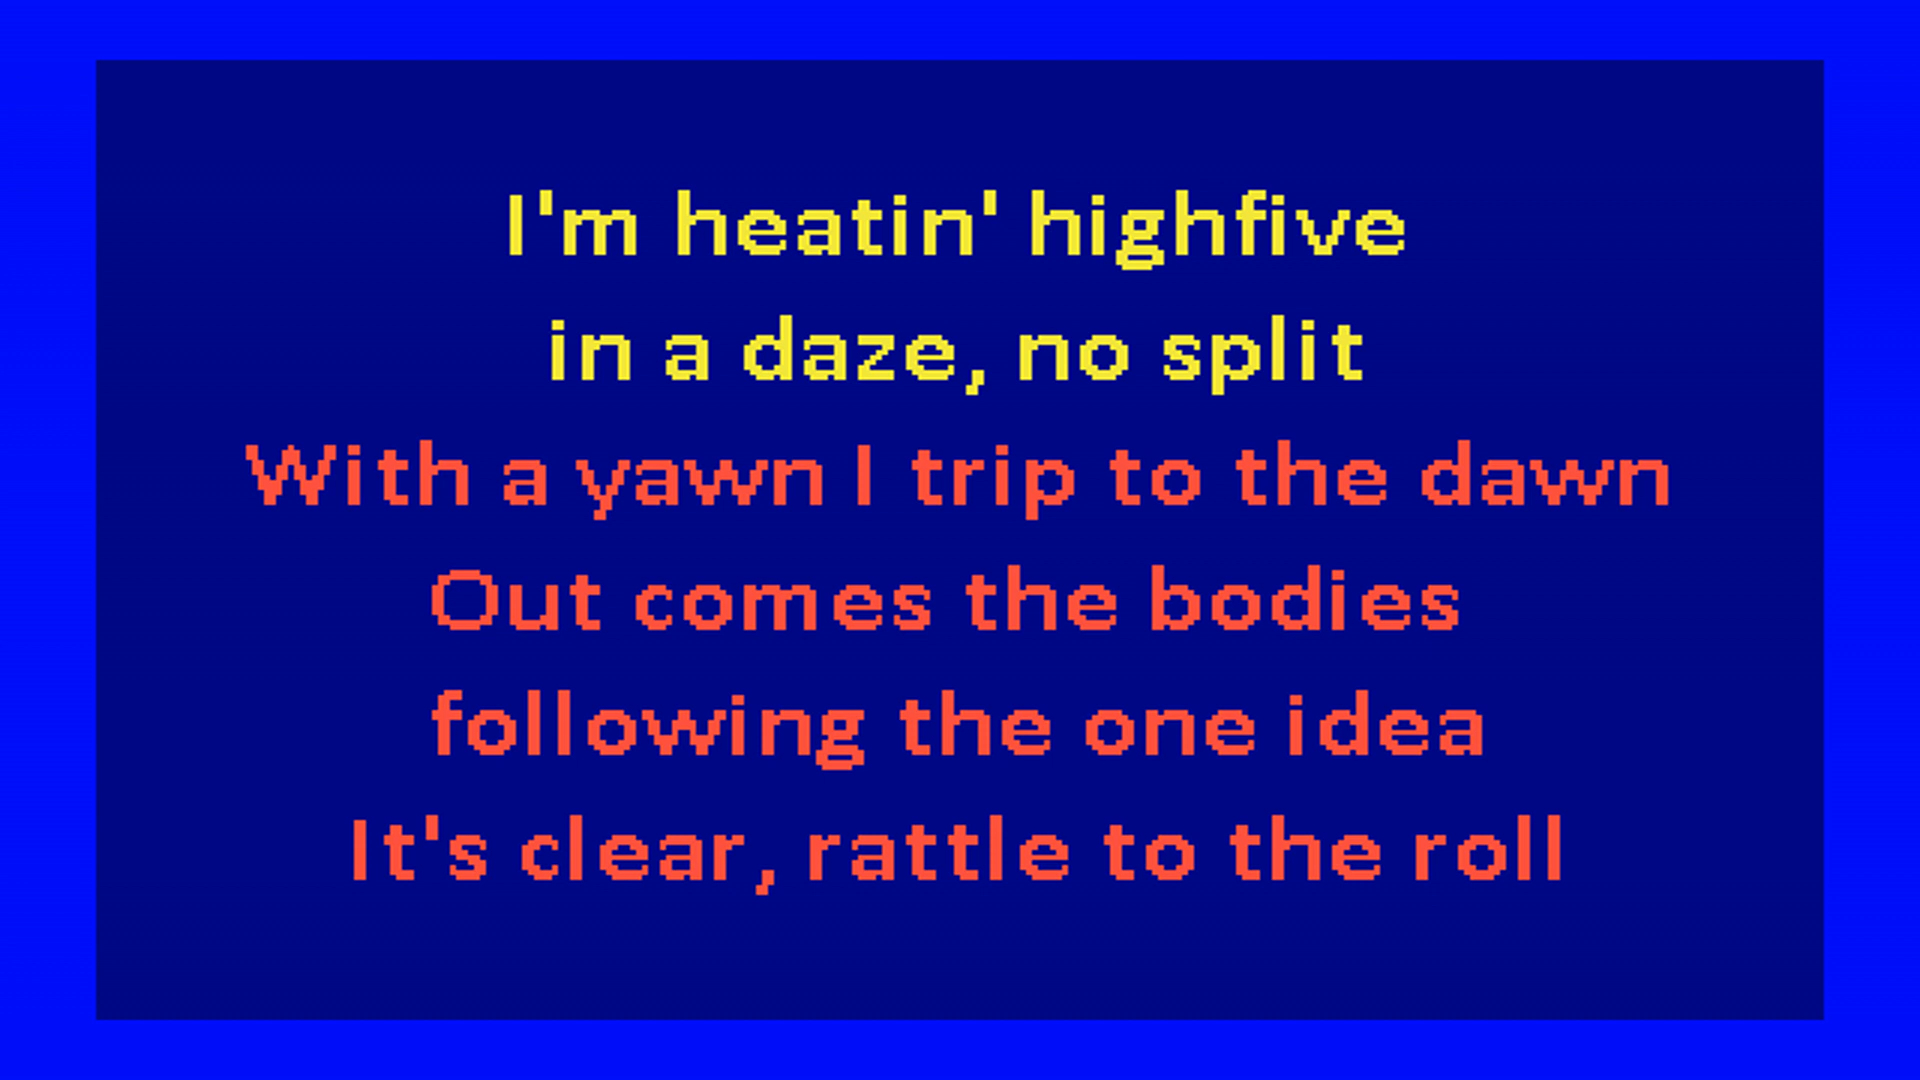 I'm heatin' highfive
in a daze, no split
With a yawn I trip to the dawn
Out comes the bodies
following the one idea
It's clear, rattle to the roll